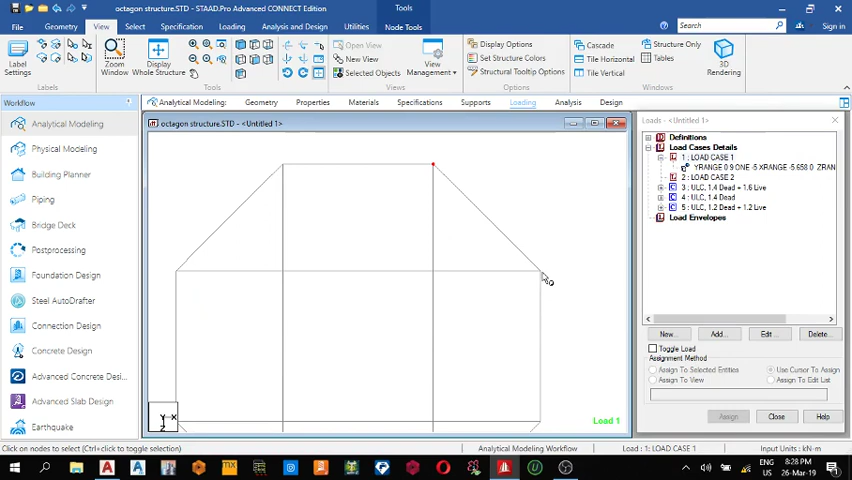 octagon structure.STD - STAAD.Pro Advanced CONNECT Edition
Tools
File
Geometry
View
Select
Specification
Loading
Analysis and Design
Utilities
Node Tools
Search
Sign in
Label
Settings
Zoom
Window
Display
Whole Structure
Open View
New View
Selected Objects
View
Management
Display Options
Set Structure Colors
Structural Tooltip Options
Cascade
Tile Horizontal
Tile Vertical
Structure Only
Tables
3D
Rendering
Labels
Tools
Views
Options
Windows
Workflow
Analytical Modeling:
Geometry
Properties
Materials
Specifications
Supports
Loading
Analysis
Design
Analytical Modeling
Physical Modeling
Building Planner
Piping
Bridge Deck
Postprocessing
Foundation Design
Steel AutoDrafter
Connection Design
Concrete Design
Advanced Concrete Desi...
Advanced Slab Design
Earthquake
octagon structure.STD - <Untitled 1>
Y X
Z
Load 1
Loads - <Untitled 1>
Definitions
Load Cases Details
1 : LOAD CASE 1
YRANGE 0 9 ONE -5 XRANGE -5.658 0 ZRAN
2 : LOAD CASE 2
3 : ULC, 1.4 Dead + 1.6 Live
4 : ULC, 1.4 Dead
5 : ULC, 1.2 Dead + 1.2 Live
Load Envelopes
New...
Add...
Edit ...
Delete...
Toggle Load
Assignment Method
Assign To Selected Entities
Use Cursor To Assign
Assign To View
Assign To Edit List
Assign
Close
Help
Click on nodes to select (Ctrl+click to toggle selection)
Analytical Modeling Workflow
Load : 1: LOAD CASE 1
Input Units : kN-m
ENG
US
8:28 PM
26-Mar-19